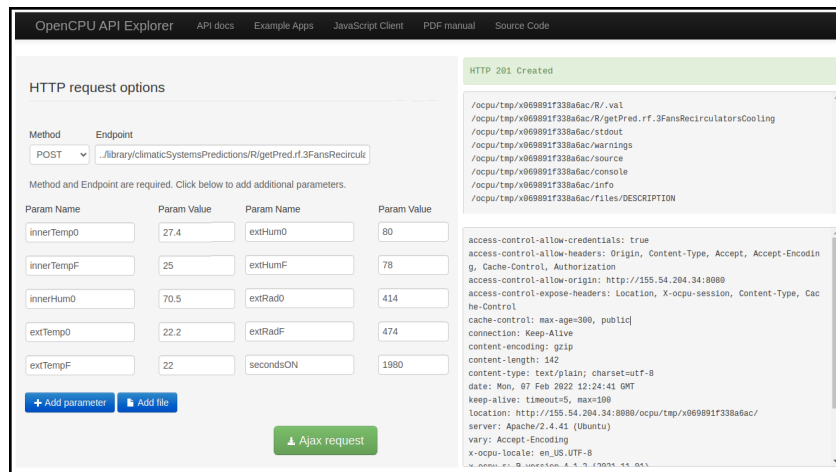 OpenCPU API Explorer API docs Example Apps JavaScript Client PDF manual Source Code
HTTP request options
Method Endpoint
POST ../library/climaticSystemsPredictions/R/getPred.rf.3FansRecircula
Method and Endpoint are required. Click below to add additional parameters.
Param Name Param Value Param Name Param Value
innerTemp0 27.4 extHum0 80
innerTempF 25 extHumF 78
innerHum0 70.5 extRad0 414
extTemp0 22.2 extRadF 474
extTempF 22 secondsON 1980
Add parameter Add file
Ajax request
HTTP 201 Created
/ocpu/tmp/x069891f338a6ac/R/.val
/ocpu/tmp/x069891f338a6ac/R/getPred.rf.3FansRecirculatorsCooling
/ocpu/tmp/x069891f338a6ac/stdout
/ocpu/tmp/x069891f338a6ac/warnings
/ocpu/tmp/x069891f338a6ac/source
/ocpu/tmp/x069891f338a6ac/console
/ocpu/tmp/x069891f338a6ac/info
/ocpu/tmp/x069891f338a6ac/files/DESCRIPTION
access-control-allow-credentials: true
access-control-allow-headers: Origin, Content-Type, Accept, Accept-Encodin
g, Cache-Control, Authorization
access-control-allow-origin: http://155.54.204.34:8080
access-control-expose-headers: Location, X-ocpu-session, Content-Type, Cac
he-Control
cache-control: max-age=300, public
connection: Keep-Alive
content-encoding: gzip
content-length: 142
content-type: text/plain; charset=utf-8
date: Mon, 07 Feb 2022 12:24:41 GMT
keep-alive: timeout=5, max=100
location: http://155.54.204.34:8080/ocpu/tmp/x069891f338a6ac/
server: Apache/2.4.41 (Ubuntu)
vary: Accept-Encoding
x-ocpu-locale: en_US.UTF-8
x-ocpu-r: R version 4.1.2 (2021-11-01)